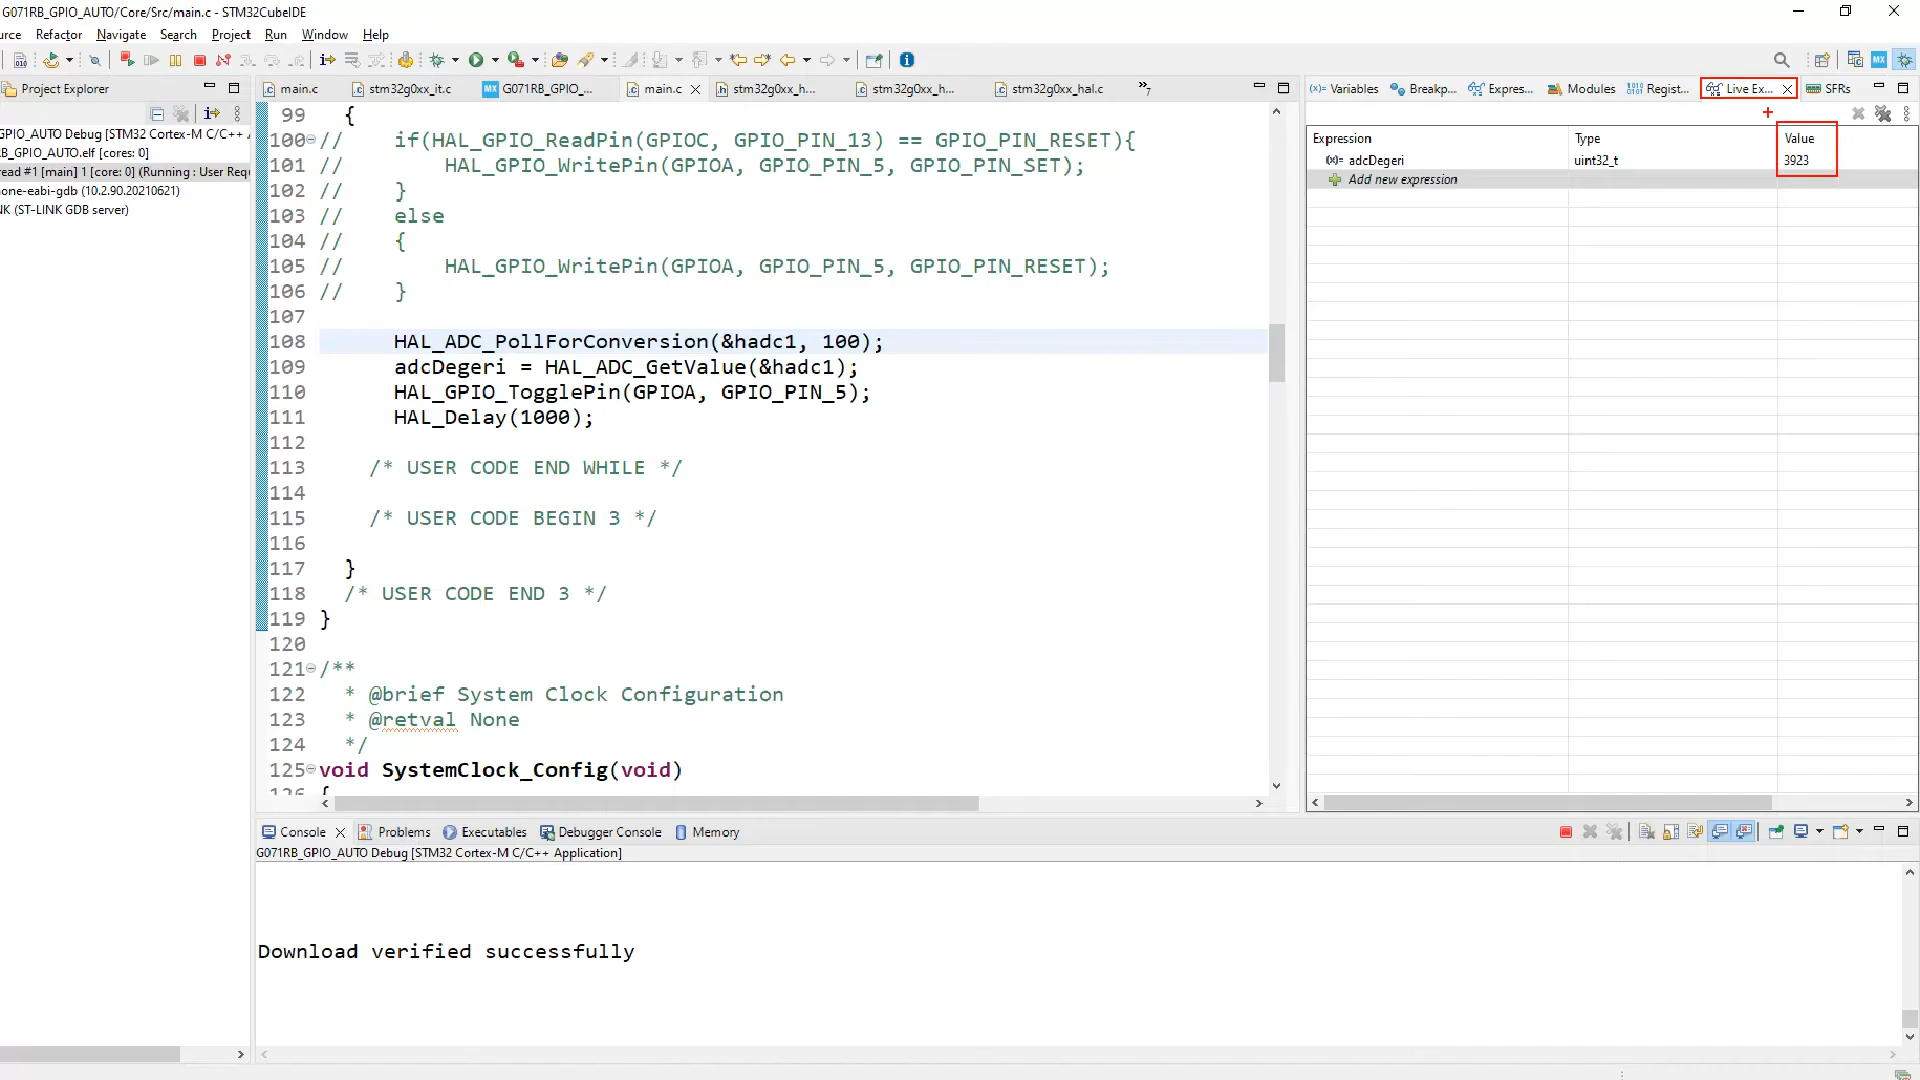 G071RB_GPIO_AUTO/Core/Src/main.c - STM32CubeIDE
urce Refactor Navigate Search Project Run Window Help
Project Explorer
main.c stm32g0xx_it.c G071RB_GPIO_... main.c stm32g0xx_h... stm32g0xx_h... stm32g0xx_hal.c »7
(x)= Variables Breakp... Expres... Modules Regist... Live Ex... SFRs
GPIO_AUTO Debug [STM32 Cortex-M C/C++ A
B_GPIO_AUTO.elf [cores: 0]
read #1 [main] 1 [core: 0] (Running : User Requ
none-eabi-gdb (10.2.90.20210621)
NK (ST-LINK GDB server)
99 {
100 // if(HAL_GPIO_ReadPin(GPIOC, GPIO_PIN_13) == GPIO_PIN_RESET){
101 // HAL_GPIO_WritePin(GPIOA, GPIO_PIN_5, GPIO_PIN_SET);
102 // }
103 // else
104 // {
105 // HAL_GPIO_WritePin(GPIOA, GPIO_PIN_5, GPIO_PIN_RESET);
106 // }
107
108 HAL_ADC_PollForConversion(&hadc1, 100);
109 adcDegeri = HAL_ADC_GetValue(&hadc1);
110 HAL_GPIO_TogglePin(GPIOA, GPIO_PIN_5);
111 HAL_Delay(1000);
112
113 /* USER CODE END WHILE */
114
115 /* USER CODE BEGIN 3 */
116
117 }
118 /* USER CODE END 3 */
119 }
120
121 /**
122 * @brief System Clock Configuration
123 * @retval None
124 */
125 void SystemClock_Config(void)
126 {
Expression Type Value
(x)= adcDegeri uint32_t 3923
Add new expression
Console Problems Executables Debugger Console Memory
G071RB_GPIO_AUTO Debug [STM32 Cortex-M C/C++ Application]
Download verified successfully